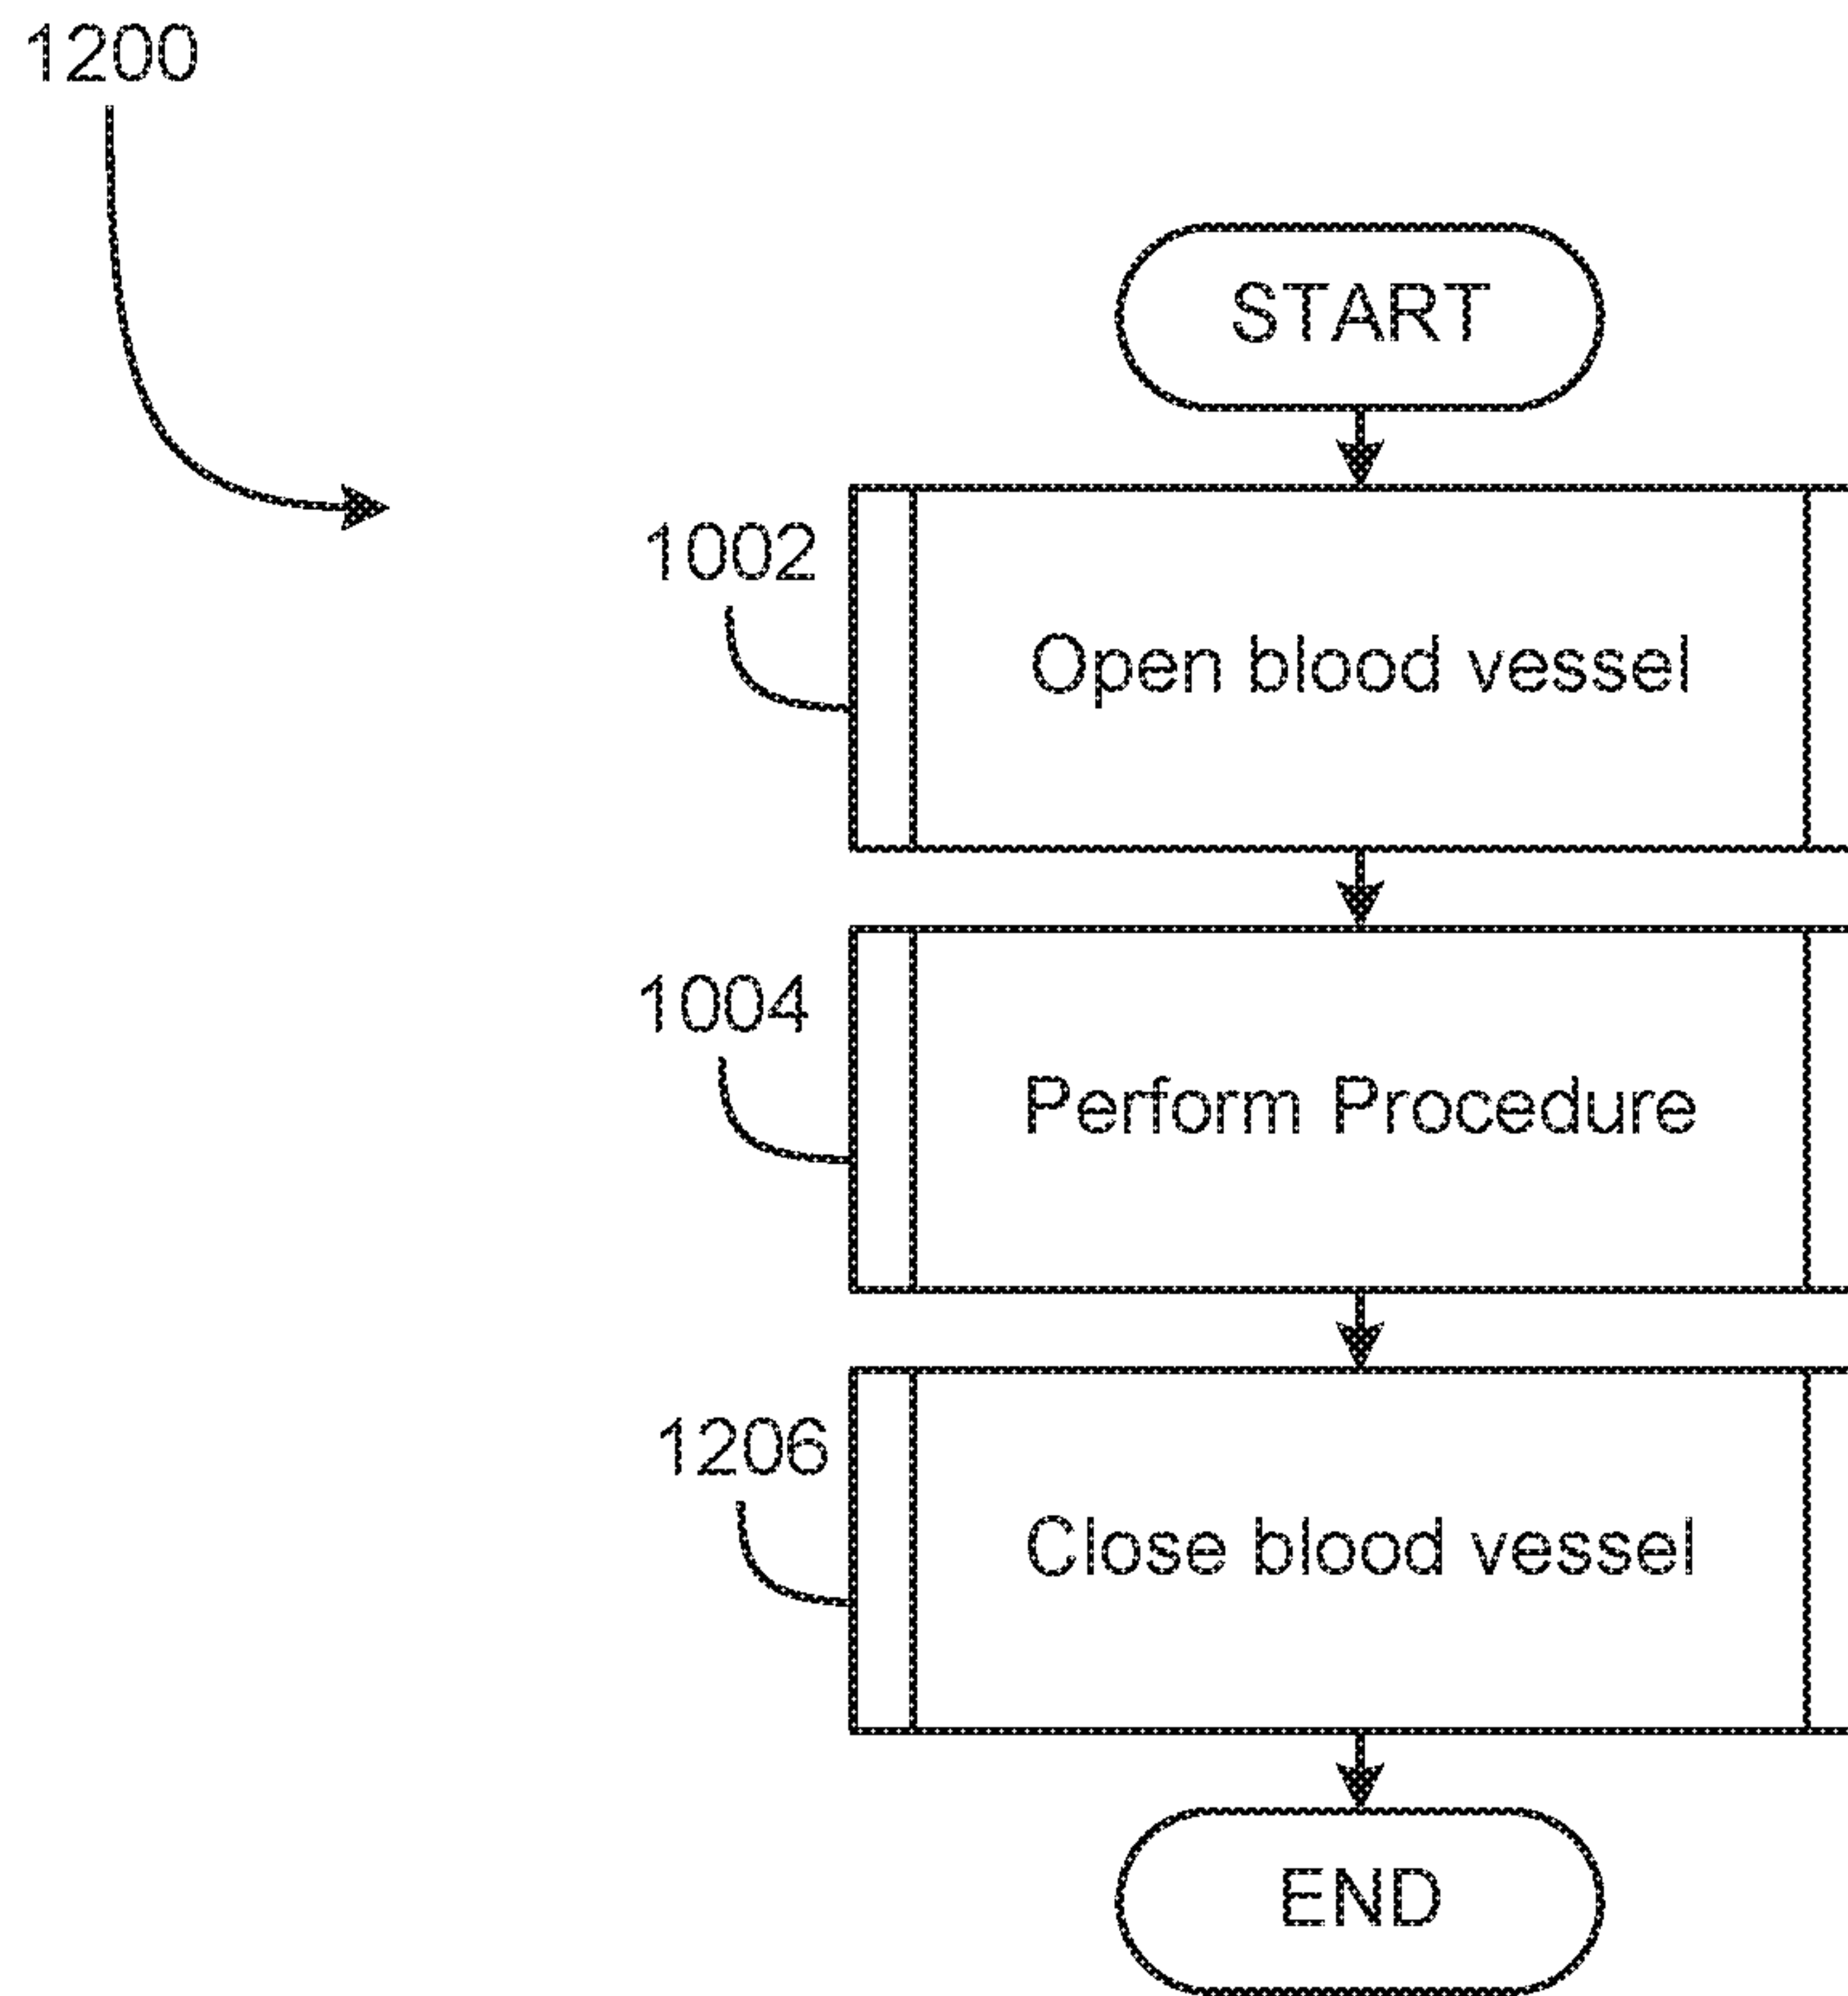 1200
START
1002
Open blood vessel
1004
Perform Procedure
1206
Close blood vessel
END